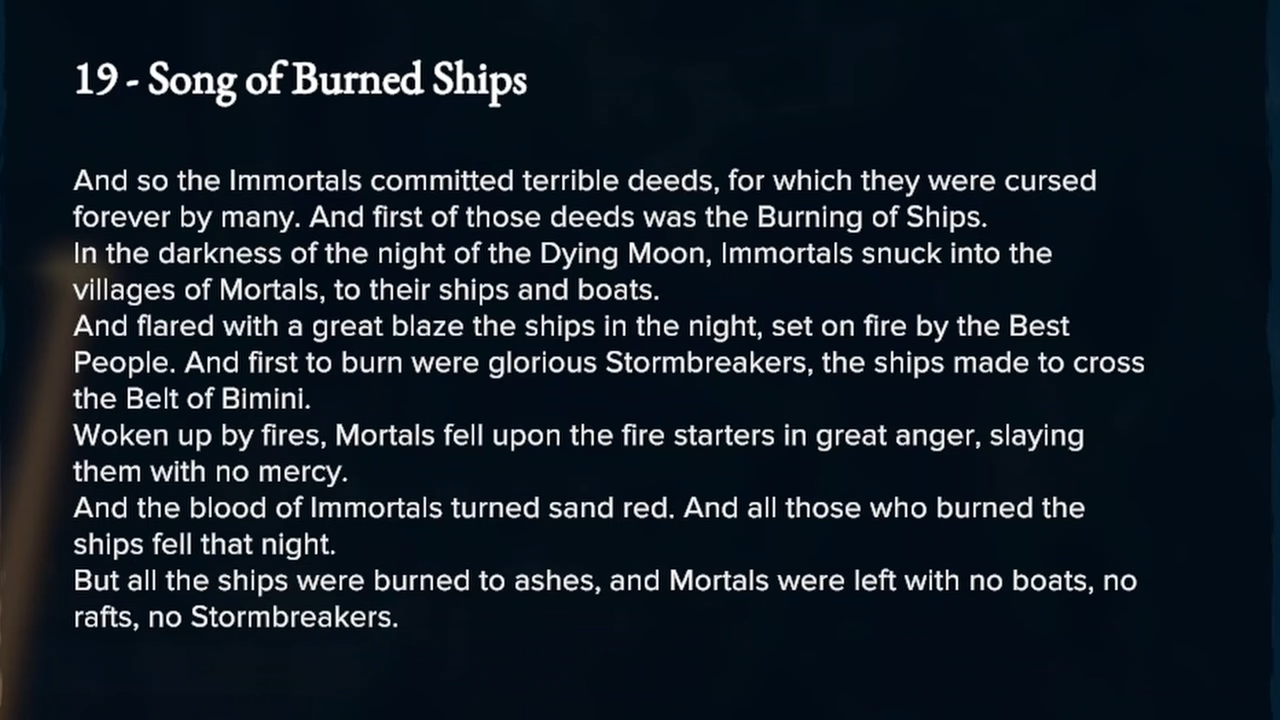 19 - Song of Burned Ships
And so the Immortals committed terrible deeds, for which they were cursed
forever by many. And first of those deeds was the Burning of Ships.
In the darkness of the night of the Dying Moon, Immortals snuck into the
villages of Mortals, to their ships and boats.
And flared with a great blaze the ships in the night, set on fire by the Best
People. And first to burn were glorious Stormbreakers, the ships made to cross
the Belt of Bimini.
Woken up by fires, Mortals fell upon the fire starters in great anger, slaying
them with no mercy.
And the blood of Immortals turned sand red. And all those who burned the
ships fell that night.
But all the ships were burned to ashes, and Mortals were left with no boats, no
rafts, no Stormbreakers.